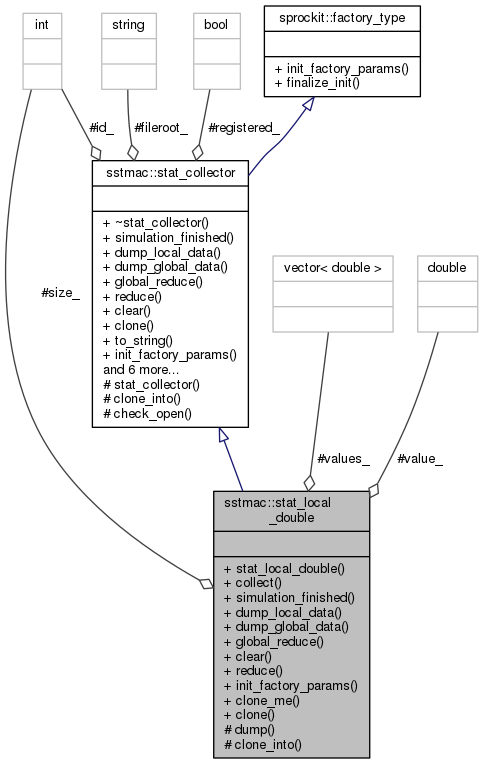 int
string
bool
sprockit::factory_type
+ init_factory_params()
+ finalize_init()
#id_
#fileroot_
#registered_
sstmac::stat_collector
+ ~stat_collector()
+ simulation_finished()
+ dump_local_data()
+ dump_global_data()
+ global_reduce()
+ reduce()
+ clear()
+ clone()
+ to_string()
+ init_factory_params()
and 6 more...
# stat_collector()
# clone_into()
# check_open()
vector< double >
double
#size_
#values_
#value_
sstmac::stat_local
_double
+ stat_local_double()
+ collect()
+ simulation_finished()
+ dump_local_data()
+ dump_global_data()
+ global_reduce()
+ clear()
+ reduce()
+ init_factory_params()
+ clone_me()
+ clone()
# dump()
# clone_into()